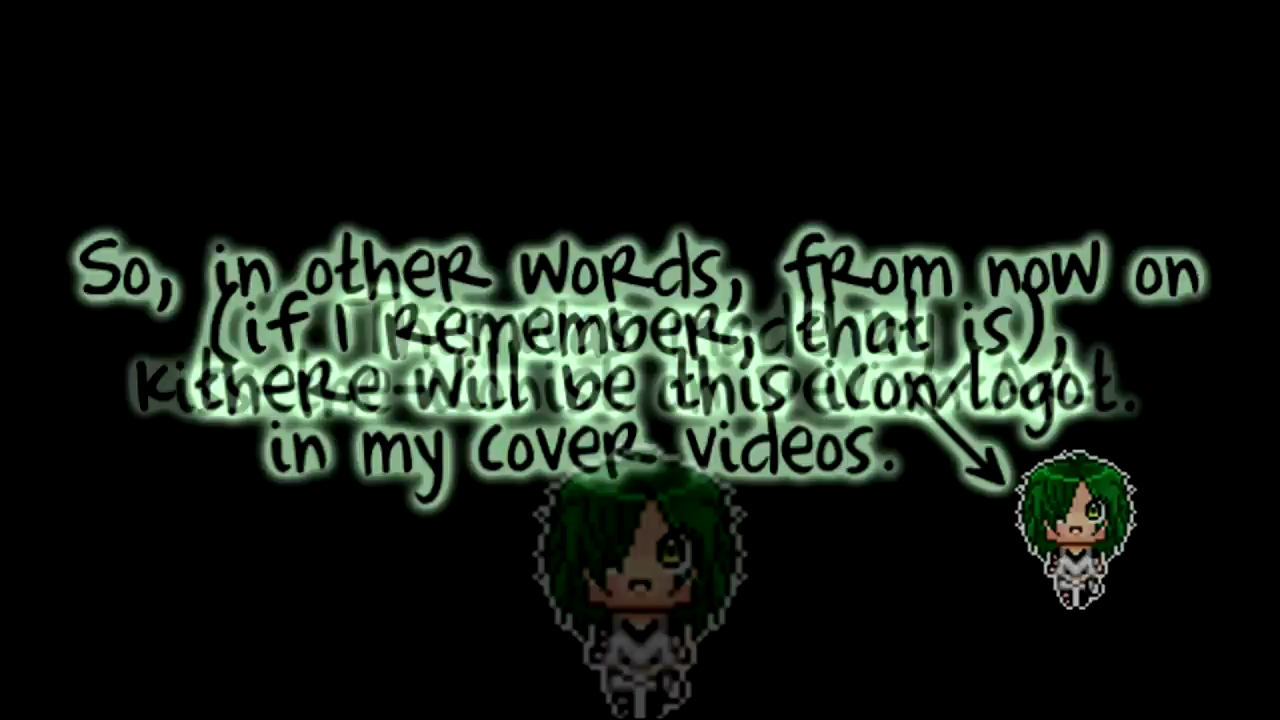 So, in other words, from now on
(if I remember, that is),
there will be this icon/logo
in my cover videos.